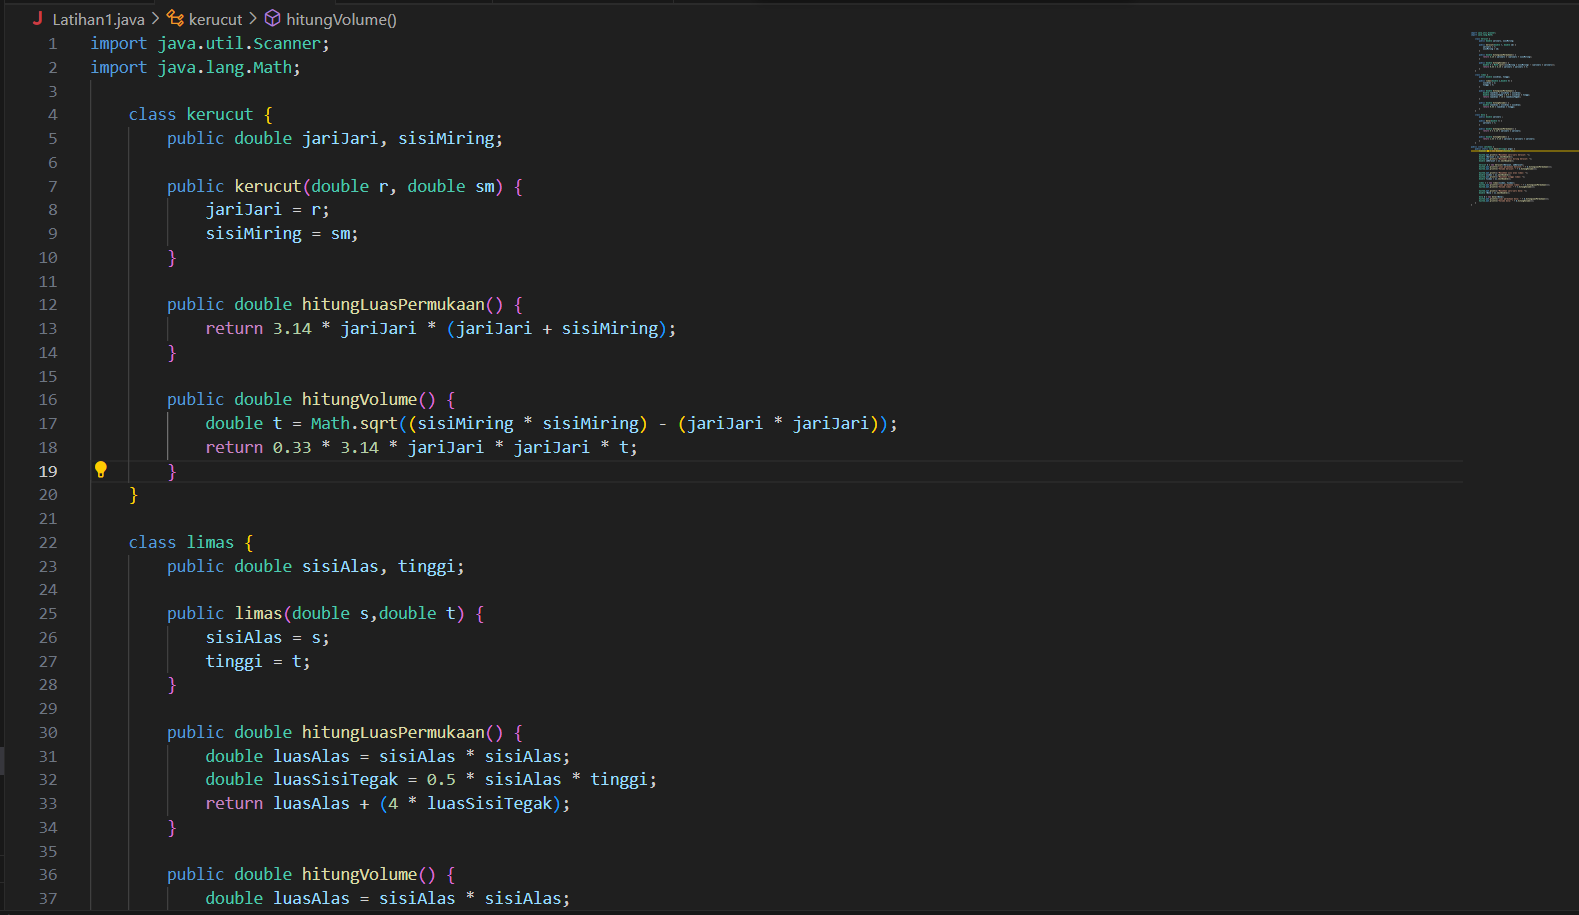 Latihan1.java > kerucut > hitungVolume()
1 import java.util.Scanner;
2 import java.lang.Math;
3
4 class kerucut {
5 public double jariJari, sisiMiring;
6
7 public kerucut(double r, double sm) {
8 jariJari = r;
9 sisiMiring = sm;
10 }
11
12 public double hitungLuasPermukaan() {
13 return 3.14 * jariJari * (jariJari + sisiMiring);
14 }
15
16 public double hitungVolume() {
17 double t = Math.sqrt((sisiMiring * sisiMiring) - (jariJari * jariJari));
18 return 0.33 * 3.14 * jariJari * jariJari * t;
19 }
20 }
21
22 class limas {
23 public double sisiAlas, tinggi;
24
25 public limas(double s,double t) {
26 sisiAlas = s;
27 tinggi = t;
28 }
29
30 public double hitungLuasPermukaan() {
31 double luasAlas = sisiAlas * sisiAlas;
32 double luasSisiTegak = 0.5 * sisiAlas * tinggi;
33 return luasAlas + (4 * luasSisiTegak);
34 }
35
36 public double hitungVolume() {
37 double luasAlas = sisiAlas * sisiAlas;